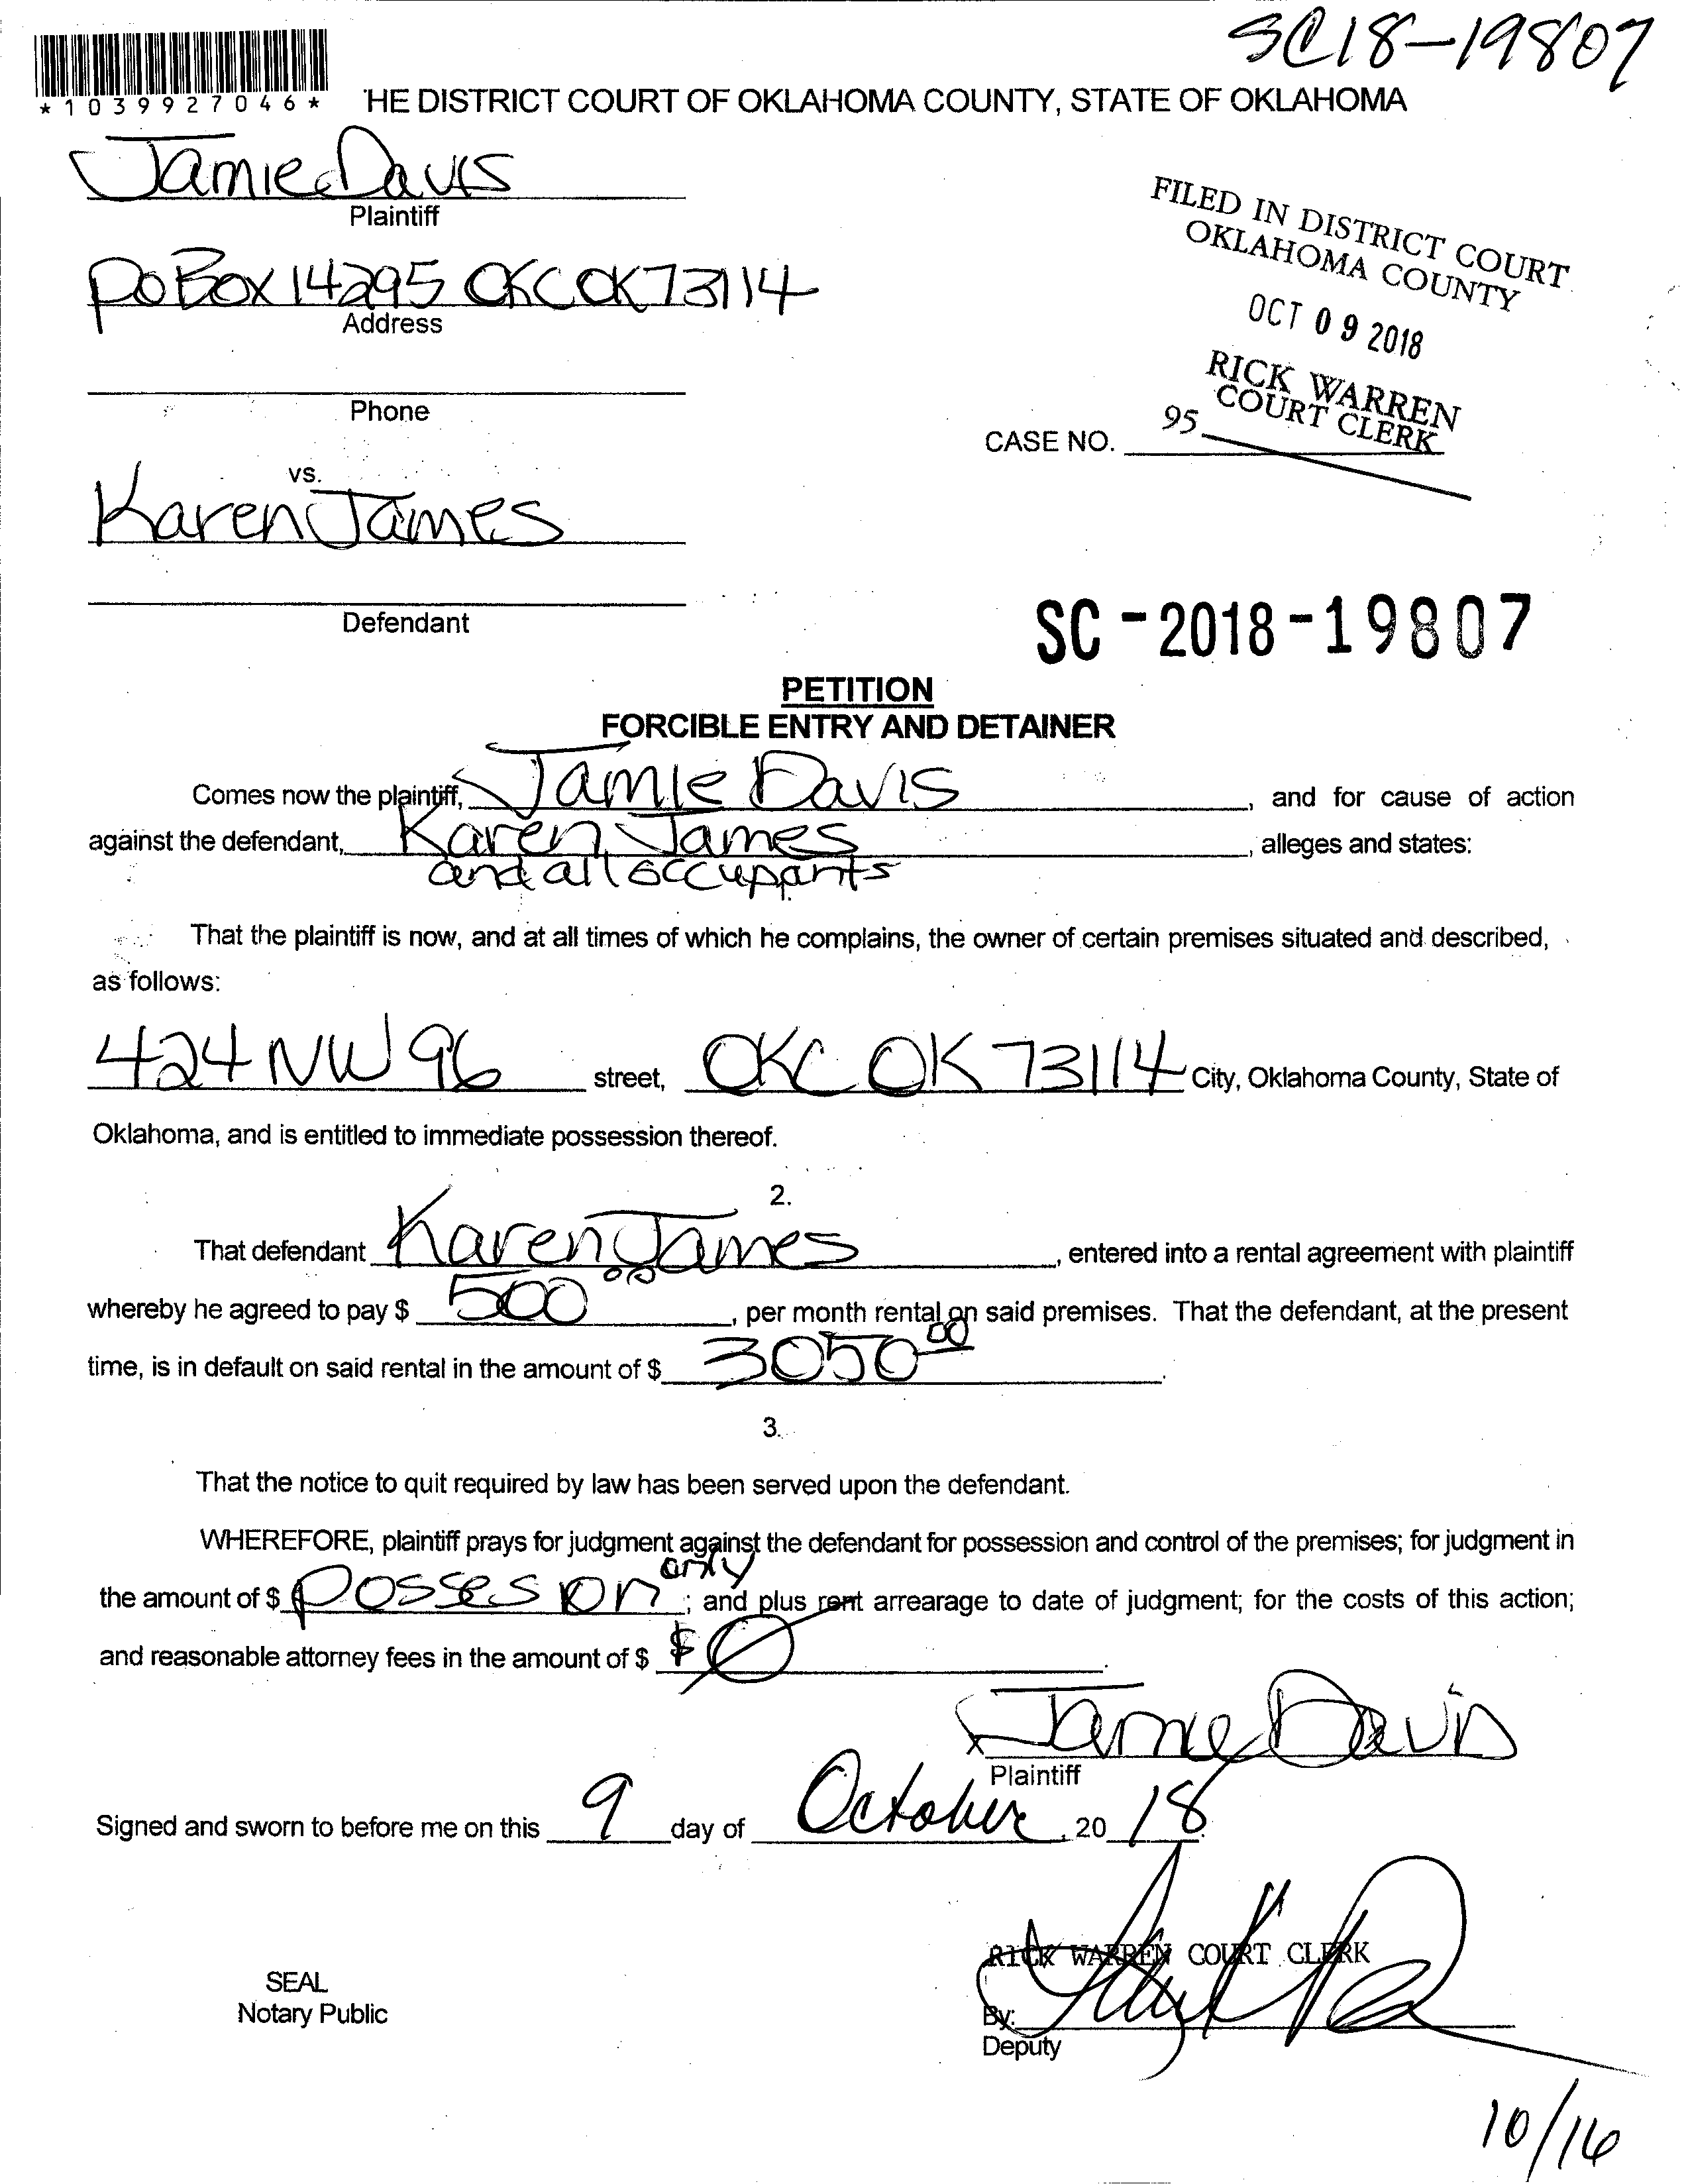 SC18-19807
*1039927046*
'HE DISTRICT COURT OF OKLAHOMA COUNTY, STATE OF OKLAHOMA
Jamie Davis
Plaintiff
PO Box 14295 OKC OK 73114
Address
FILED IN DISTRICT COURT
OKLAHOMA COUNTY
OCT 09 2018
RICK WARREN
COURT CLERK
95
Phone
CASE NO.
vs.
Karen James
Defendant
SC-2018-19807
PETITION
FORCIBLE ENTRY AND DETAINER
Comes now the plaintiff, Jamie Davis, and for cause of action
against the defendant, Karen James, alleges and states:
and all occupants
That the plaintiff is now, and at all times of which he complains, the owner of certain premises situated and described,
as follows:
424 NW 96 street, OKC OK 73114 City, Oklahoma County, State of
Oklahoma, and is entitled to immediate possession thereof.
2.
That defendant Karen James, entered into a rental agreement with plaintiff
whereby he agreed to pay $ 500 00, per month rental on said premises. That the defendant, at the present
time, is in default on said rental in the amount of $ 3050 00.
3.
That the notice to quit required by law has been served upon the defendant.
WHEREFORE, plaintiff prays for judgment against the defendant for possession and control of the premises; for judgment in
the amount of $ Posseson only; and plus rent arrearage to date of judgment; for the costs of this action;
and reasonable attorney fees in the amount of $ $0.
Jamie Davis
Plaintiff
Signed and sworn to before me on this 9 day of October, 20 18.
RICK WARREN COURT CLERK
SEAL
Notary Public
By:
Deputy
10/16